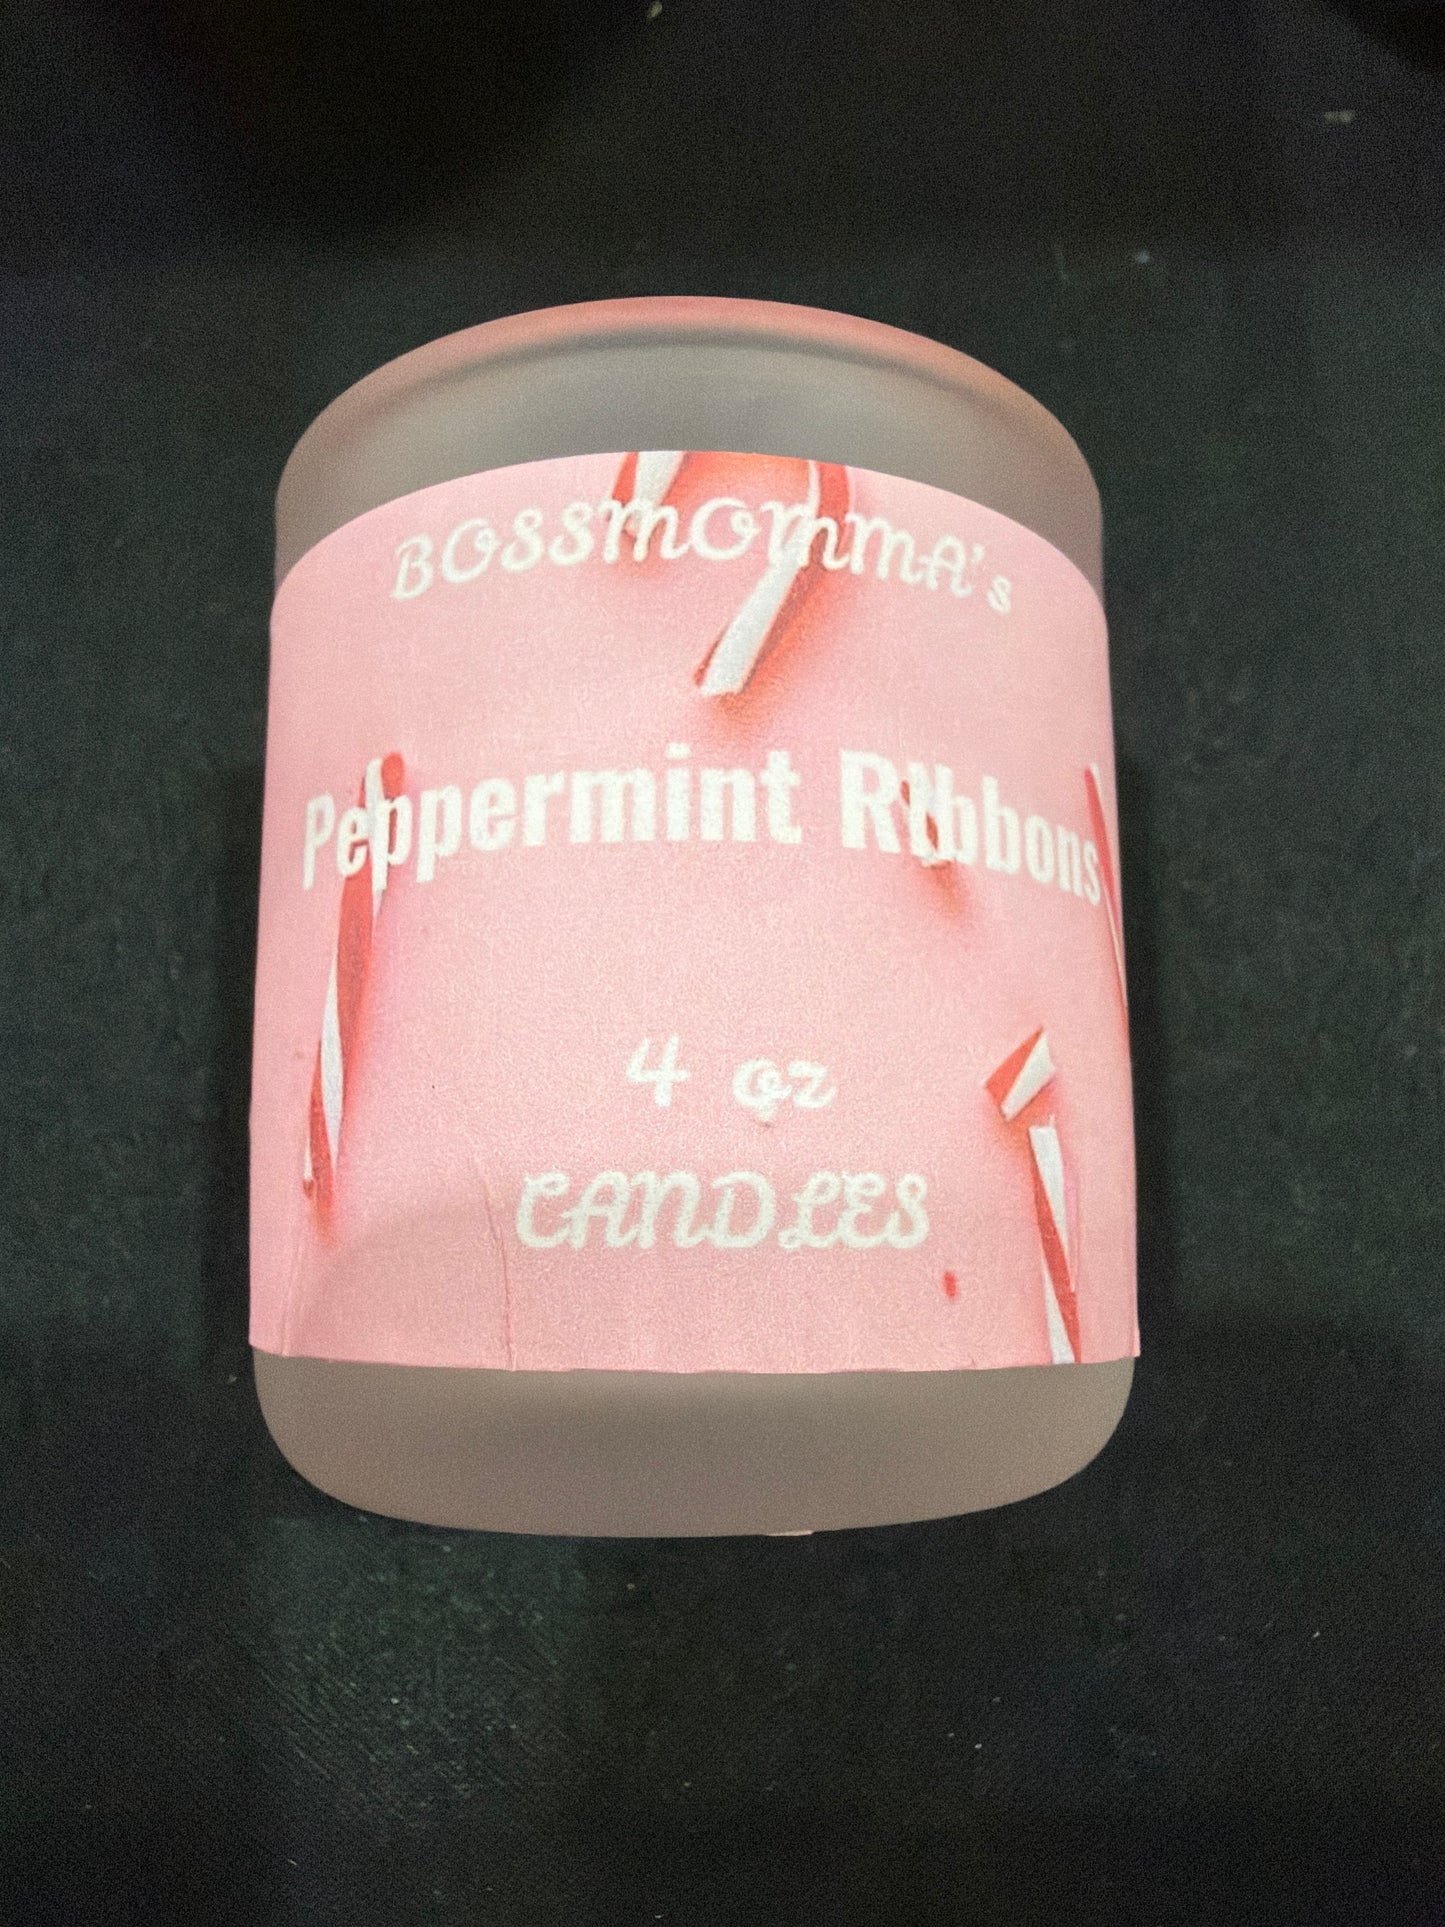 BOSSmOmmA's
Peppermint Ribbons
4 oz
CANDLES